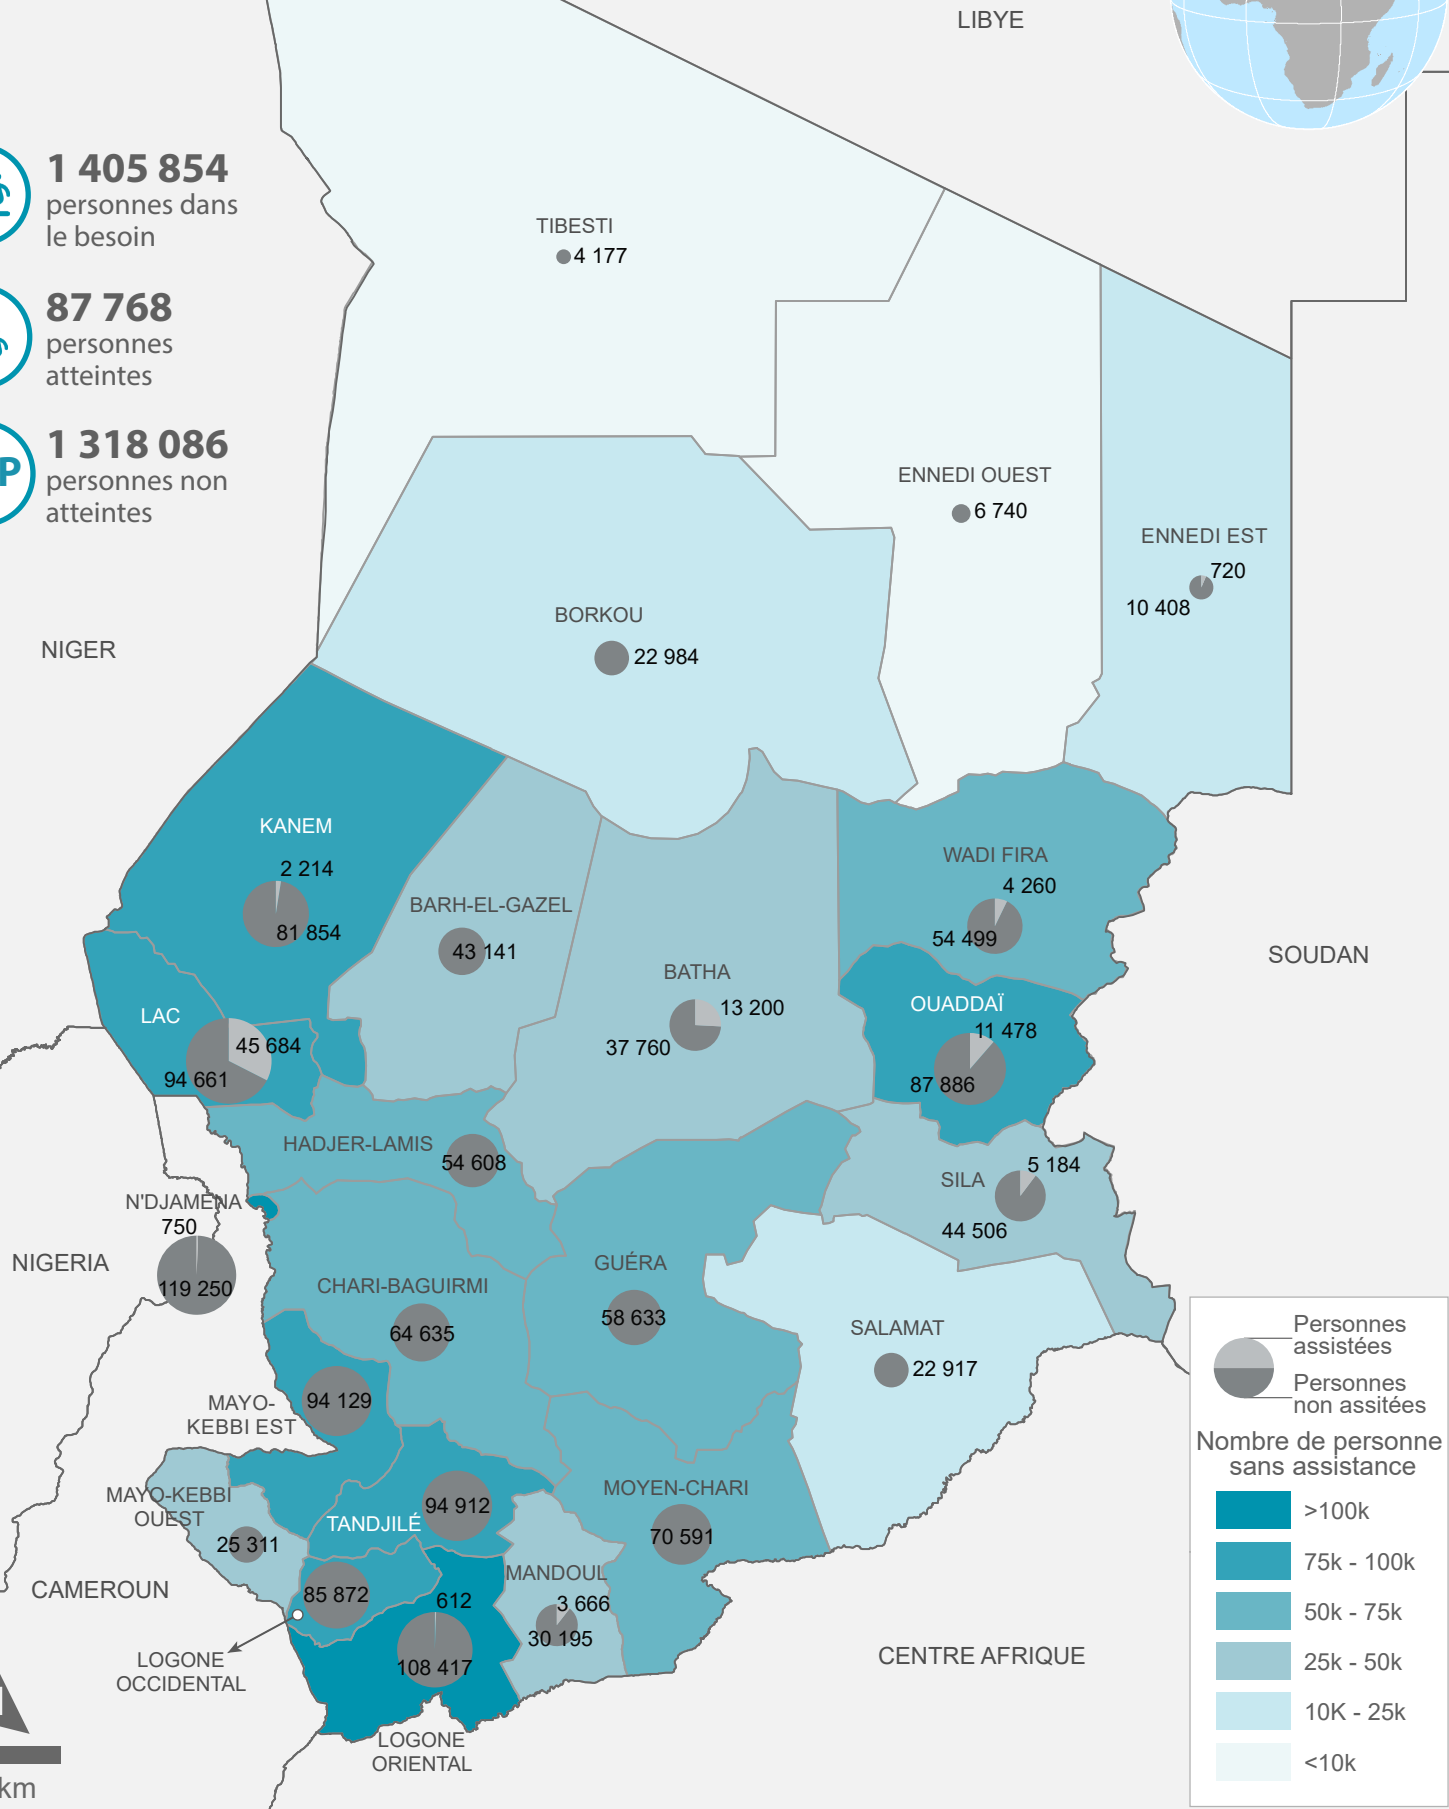 LIBYE
1 405 854
personnes dans
le besoin
87 768
personnes
atteintes
P
1 318 086
personnes non
atteintes
TIBESTI
4 177
ENNEDI OUEST
6 740
ENNEDI EST
720
10 408
BORKOU
22 984
NIGER
KANEM
2 214
81 854
BARH-EL-GAZEL
43 141
BATHA
13 200
37 760
WADI FIRA
4 260
54 499
SOUDAN
OUADDAÏ
11 478
87 886
LAC
45 684
94 661
HADJER-LAMIS
54 608
SILA
5 184
44 506
N'DJAMÉNA
750
119 250
NIGERIA
CHARI-BAGUIRMI
64 635
GUÉRA
58 633
SALAMAT
22 917
MAYO-
KEBBI EST
94 129
MAYO-KEBBI
OUEST
25 311
TANDJILÉ
94 912
MOYEN-CHARI
70 591
CAMEROUN
85 872
LOGONE
OCCIDENTAL
612
108 417
LOGONE
ORIENTAL
MANDOUL
3 666
30 195
CENTRE AFRIQUE
km
Personnes
assistées
Personnes
non assitées
Nombre de personne
sans assistance
>100k
75k - 100k
50k - 75k
25k - 50k
10K - 25k
<10k